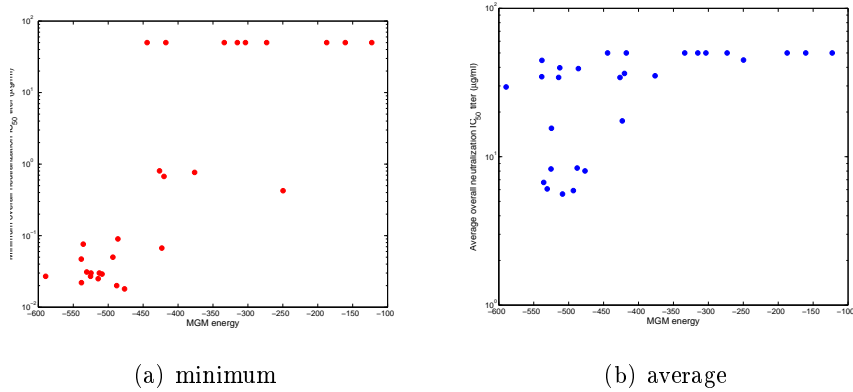 10²
10¹
10⁰
10⁻¹
10⁻²
−600 −550 −500 −450 −400 −350 −300 −250 −200 −150 −100
MGM energy
(a) minimum
Average overall neutralization IC₅₀ titer (µg/ml)
10²
10¹
10⁰
−600 −550 −500 −450 −400 −350 −300 −250 −200 −150 −100
MGM energy
(b) average